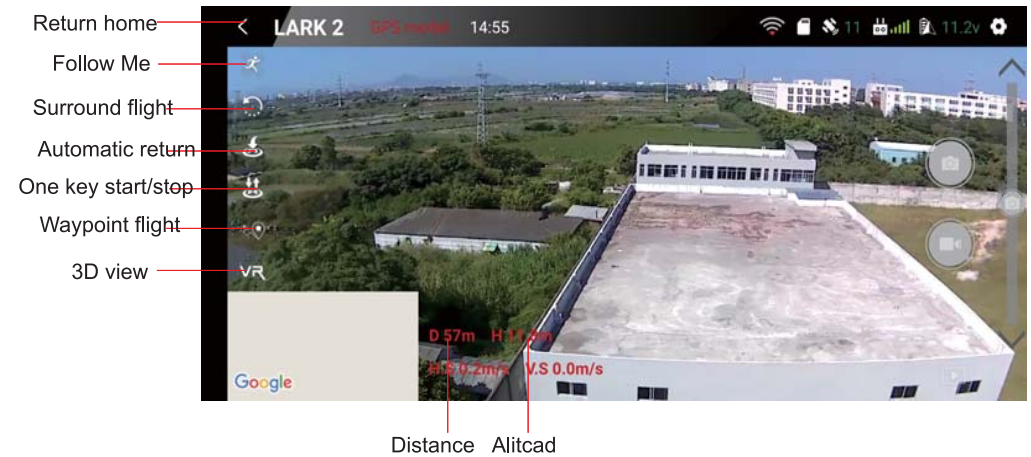 Return home
LARK 2 GPS model 14:55 11 11.2v
Follow Me
Surround flight
Automatic return
One key start/stop
Waypoint flight
3D view
VR
D 57m H
H.S 0.2m/s V.S 0.0m/s
Google
Distance Alitcad